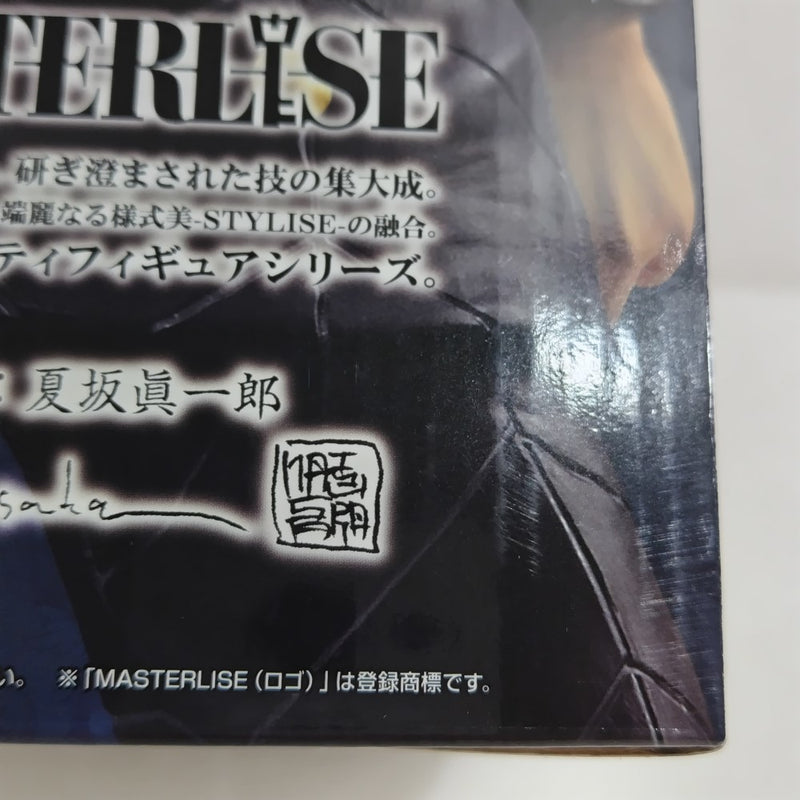 TERLISE
研ぎ澄まされた技の集大成。
端麗なる様式美-STYLISE-の融合。
ティフィギュアシリーズ。
夏坂眞一郎
saka
い。 ※「MASTERLISE(ロゴ)」は登録商標です。